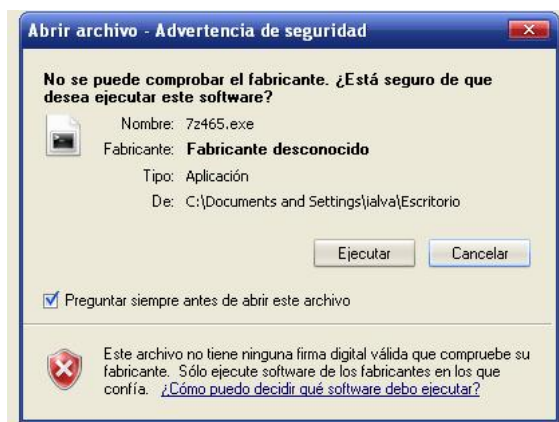 Abrir archivo - Advertencia de seguridad
No se puede comprobar el fabricante. ¿Está seguro de que
desea ejecutar este software?
Nombre: 7z465.exe
Fabricante: Fabricante desconocido
Tipo: Aplicación
De: C:\Documents and Settings\ialva\Escritorio
Ejecutar Cancelar
Preguntar siempre antes de abrir este archivo
Este archivo no tiene ninguna firma digital válida que compruebe su
fabricante. Sólo ejecute software de los fabricantes en los que
confía. ¿Cómo puedo decidir qué software debo ejecutar?